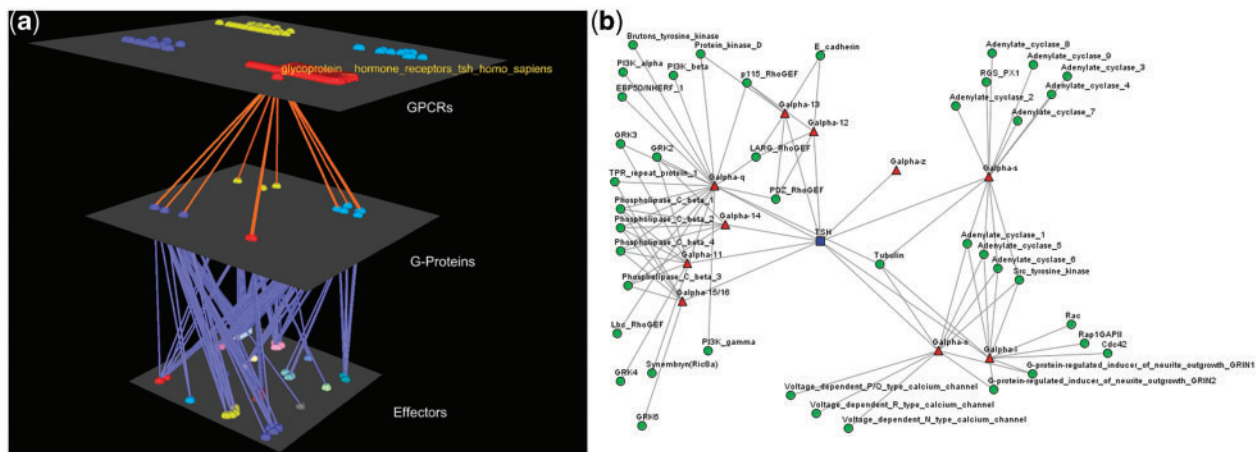 (a)
glycoprotein hormone_receptors_tsh_homo_sapiens
GPCRs
G-Proteins
Effectors
(b)
Brutons_tyrosine_kinase
Protein_kinase_D
E_cadherin
PI3K_alpha
PI3K_beta
p115_RhoGEF
EBP50/NHERF_1
Galpha-13
Galpha-12
GRK3
GRK2
LARG_RhoGEF
TPR_repeat_protein_1
Galpha-q
PDZ_RhoGEF
Phospholipase_C_beta_1
Phospholipase_C_beta_2
Galpha-14
Phospholipase_C_beta_4
Galpha-11
Phospholipase_C_beta_3
Galpha-15/16
Lbc_RhoGEF
PI3K_gamma
Synembryn(Ric8a)
GRK4
GRK6
TSH
Galpha-z
Adenylate_cyclase_8
Adenylate_cyclase_9
RGS_PX1
Adenylate_cyclase_3
Adenylate_cyclase_2
Adenylate_cyclase_4
Adenylate_cyclase_7
Galpha-s
Adenylate_cyclase_1
Tubulin
Adenylate_cyclase_5
Adenylate_cyclase_6
Src_tyrosine_kinase
Rac
Rap1GAPII
Cdc42
Galpha-i
G-protein-regulated_inducer_of_neurite_outgrowth_GRIN1
G-protein-regulated_inducer_of_neurite_outgrowth_GRIN2
Voltage_dependent_P/Q_type_calcium_channel
Voltage_dependent_R_type_calcium_channel
Voltage_dependent_N_type_calcium_channel